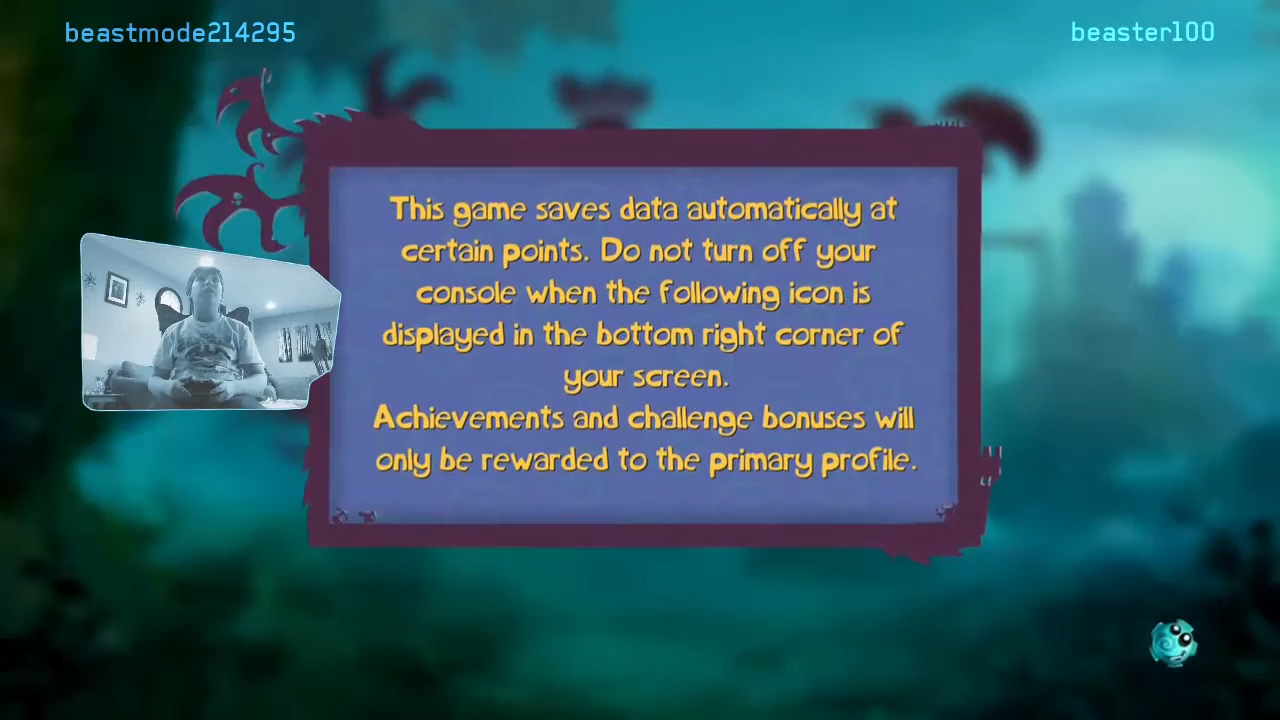 beastmode214295
beaster100
This game saves data automatically at
certain points. Do not turn off your
console when the following icon is
displayed in the bottom right corner of
your screen.
Achievements and challenge bonuses will
only be rewarded to the primary profile.